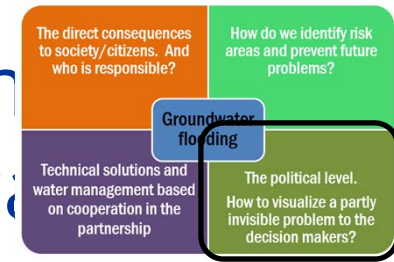 The direct consequences
to society/citizens. And
who is responsible?
How do we identify risk
areas and prevent future
problems?
Groundwater
flooding
Technical solutions and
water management based
on cooperation in the
partnership
The political level.
How to visualize a partly
invisible problem to the
decision makers?